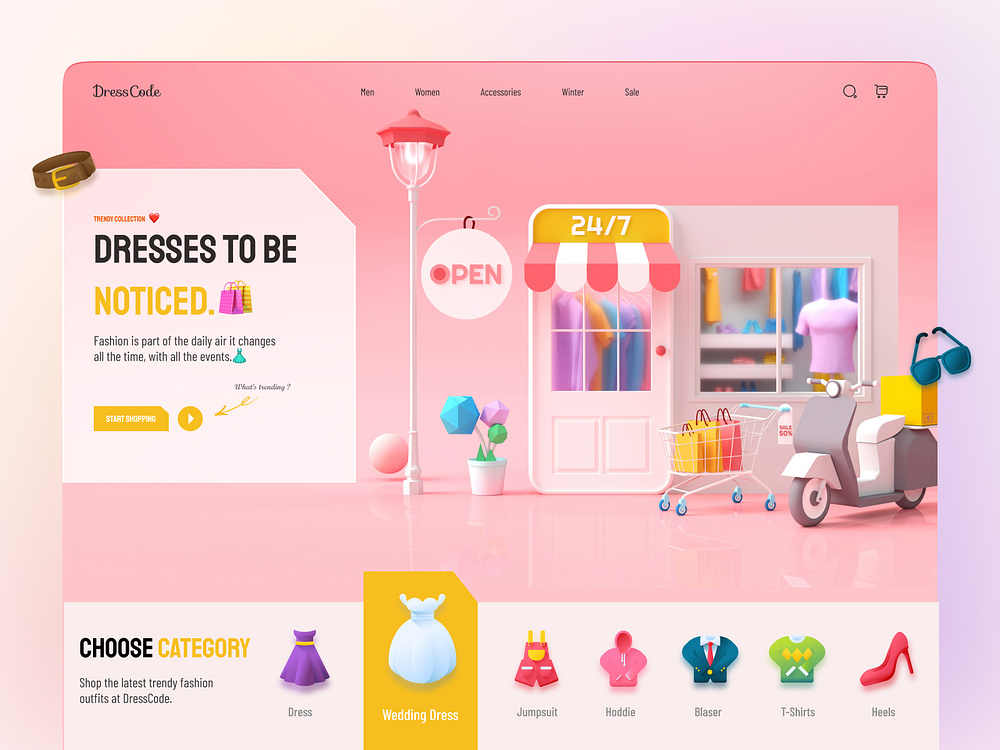 DressCode
Men Women Accessories Winter Sale
24/7
OPEN
TRENDY COLLECTION
DRESSES TO BE
NOTICED.
Fashion is part of the daily air it changes
all the time, with all the events.
What's trending ?
START SHOPPING
SALE
50%
CHOOSE CATEGORY
Shop the latest trendy fashion
outfits at DressCode.
Dress
Wedding Dress
Jumpsuit
Hoddie
Blaser
T-Shirts
Heels